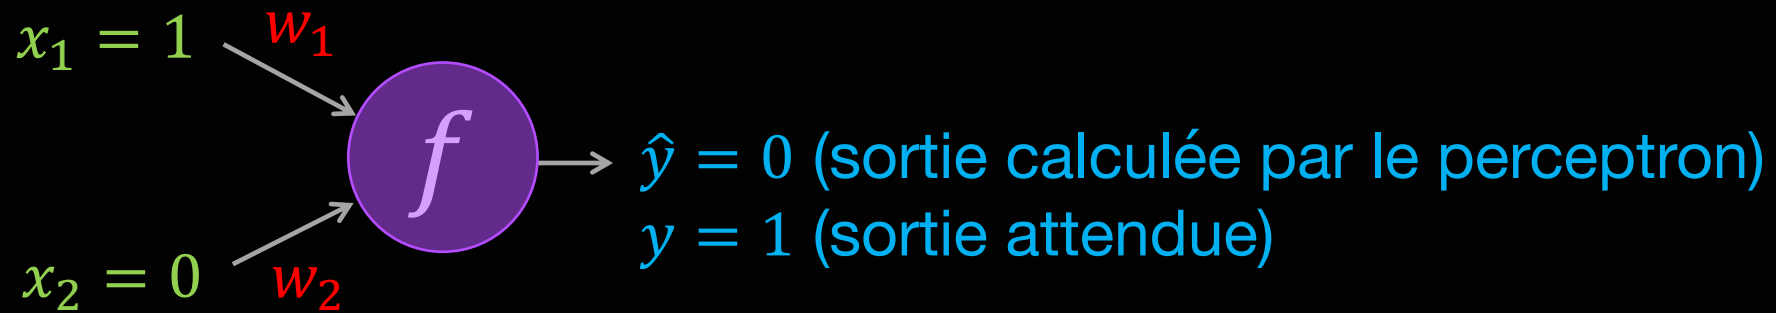 x₁ = 1
w₁
f
ŷ = 0 (sortie calculée par le perceptron)
y = 1 (sortie attendue)
x₂ = 0
w₂